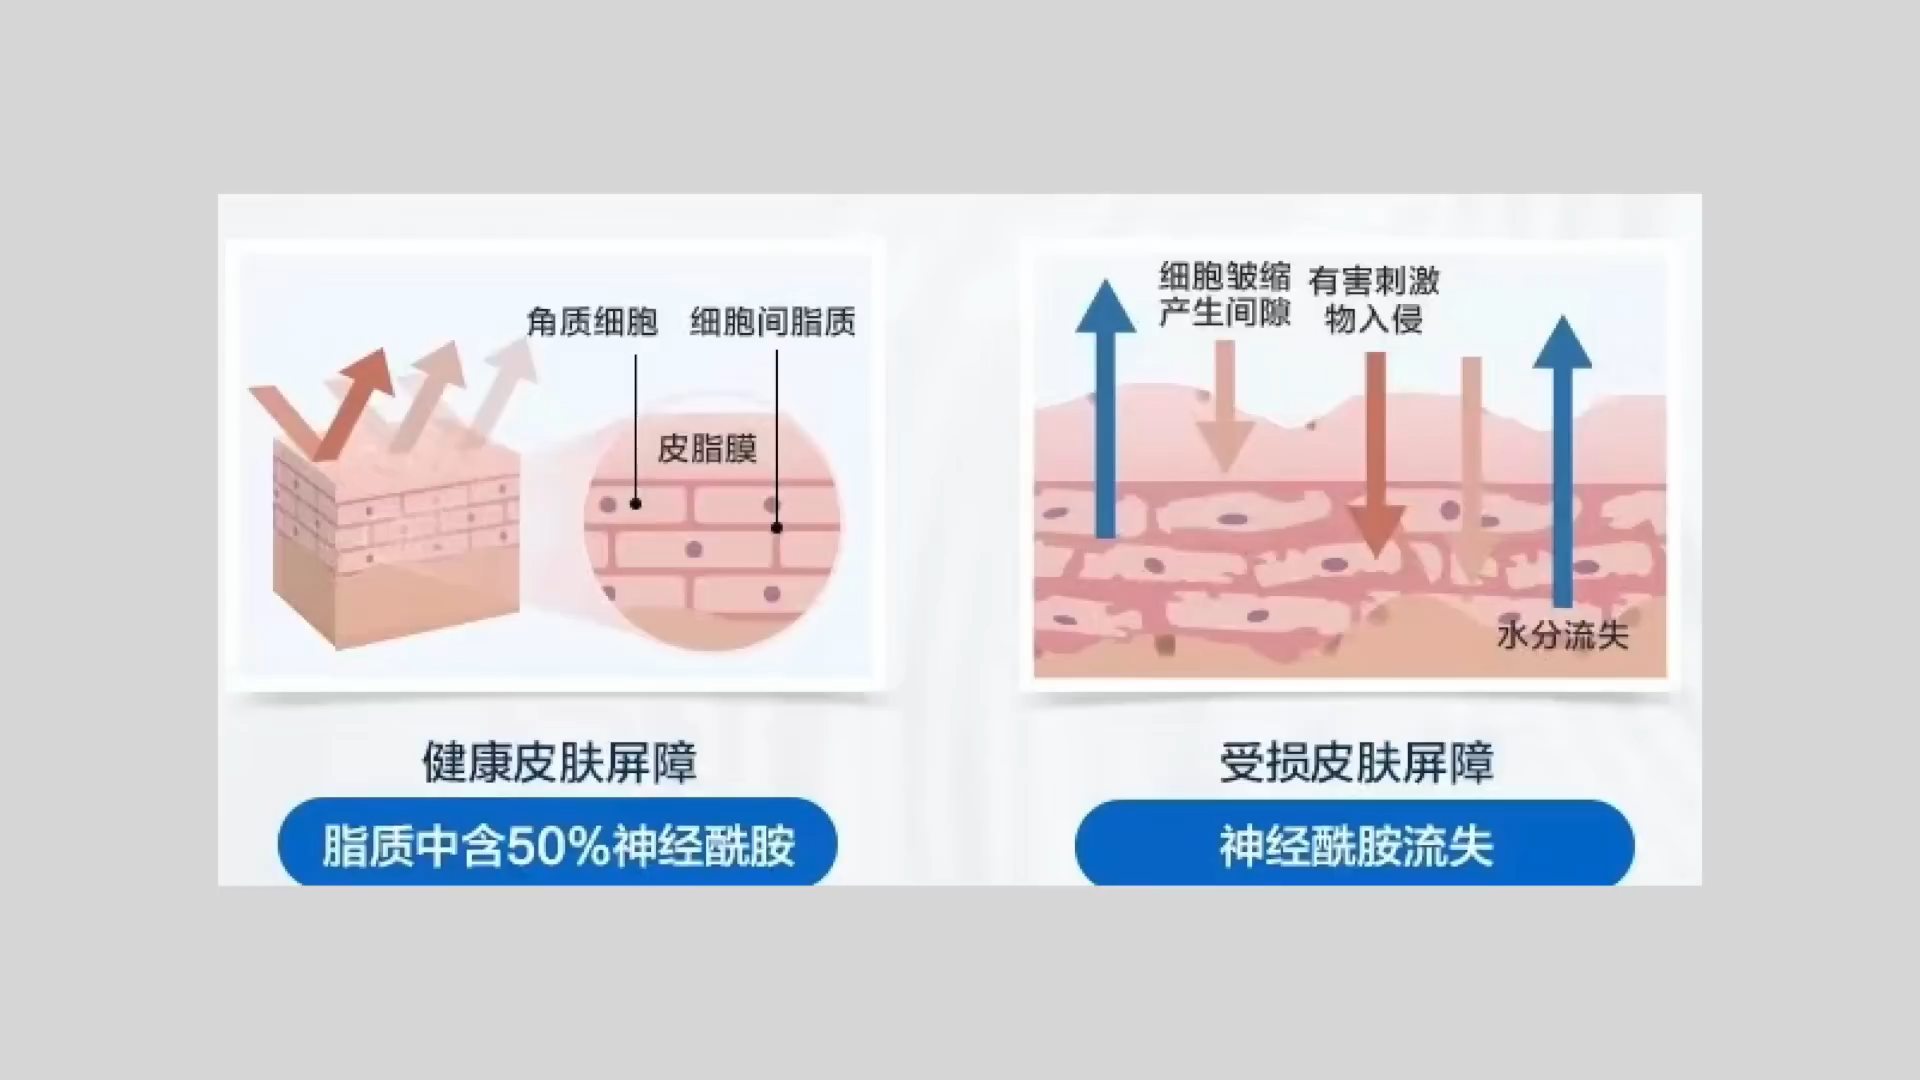 角质细胞 细胞间脂质
皮脂膜
健康皮肤屏障
脂质中含50%神经酰胺
细胞皱缩
产生间隙
有害刺激
物入侵
水分流失
受损皮肤屏障
神经酰胺流失